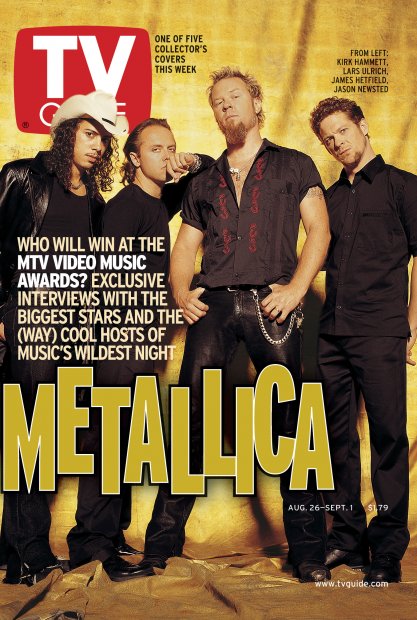 TV
GUIDE
®
ONE OF FIVE
COLLECTOR'S
COVERS
THIS WEEK
FROM LEFT:
KIRK HAMMETT,
LARS ULRICH,
JAMES HETFIELD,
JASON NEWSTED
WHO WILL WIN AT THE
MTV VIDEO MUSIC
AWARDS? EXCLUSIVE
INTERVIEWS WITH THE
BIGGEST STARS AND THE
(WAY) COOL HOSTS OF
MUSIC'S WILDEST NIGHT
METALLICA
AUG. 26–SEPT. 1 $1.79
www.tvguide.com